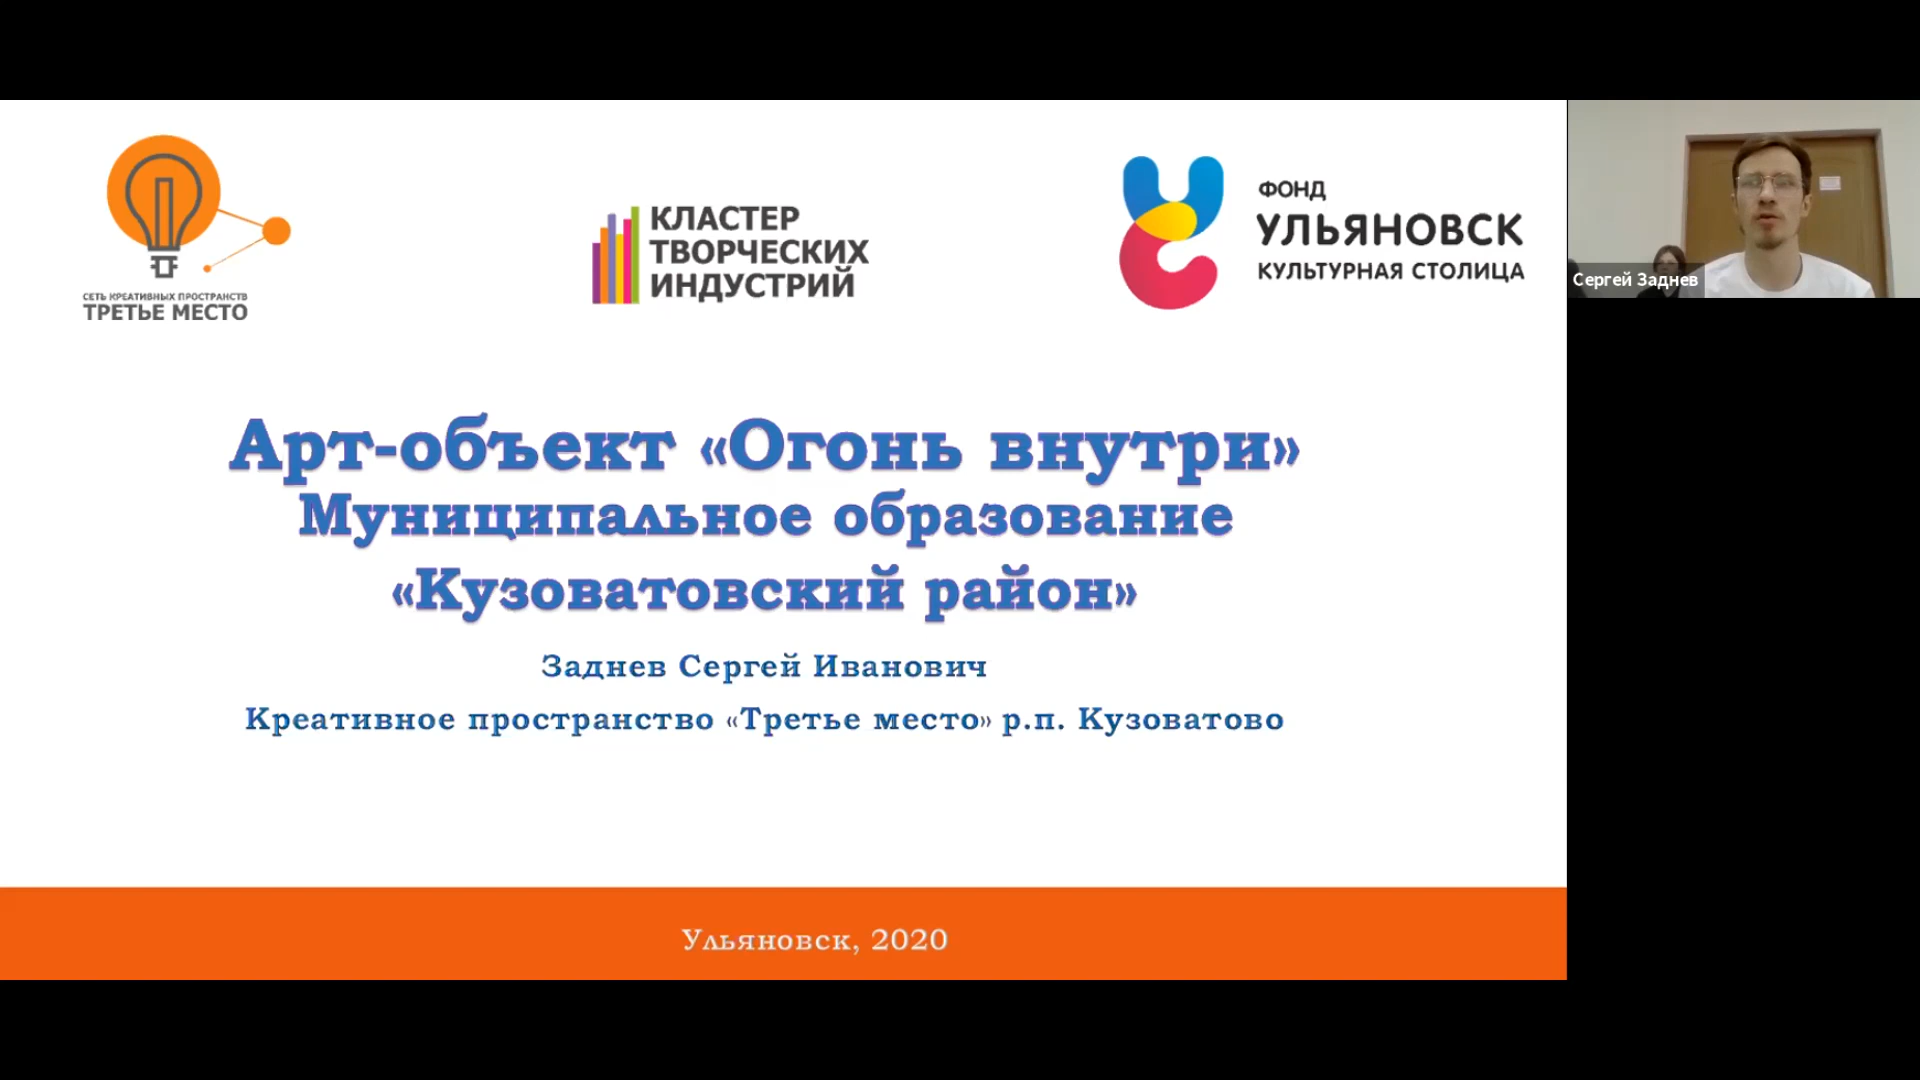 СЕТЬ КРЕАТИВНЫХ ПРОСТРАНСТВ
ТРЕТЬЕ МЕСТО
КЛАСТЕР
ТВОРЧЕСКИХ
ИНДУСТРИЙ
ФОНД
УЛЬЯНОВСК
КУЛЬТУРНАЯ СТОЛИЦА
Сергей Заднев
Арт-объект «Огонь внутри»
Муниципальное образование
«Кузоватовский район»
Заднев Сергей Иванович
Креативное пространство «Третье место» р.п. Кузоватово
Ульяновск, 2020